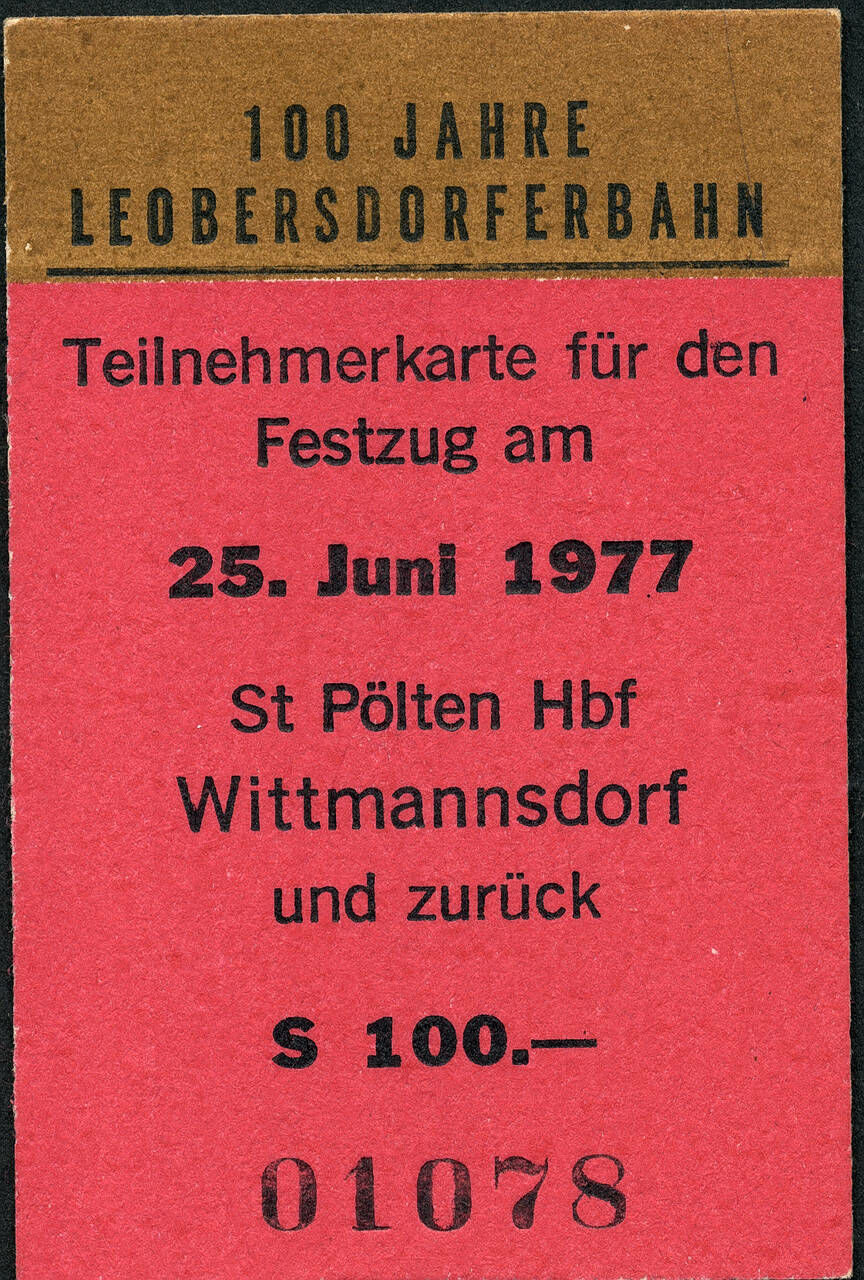 100 JAHRE
LEOBERSDORFERBAHN
Teilnehmerkarte für den
Festzug am
25. Juni 1977
St Pölten Hbf
Wittmannsdorf
und zurück
S 100.—
01078